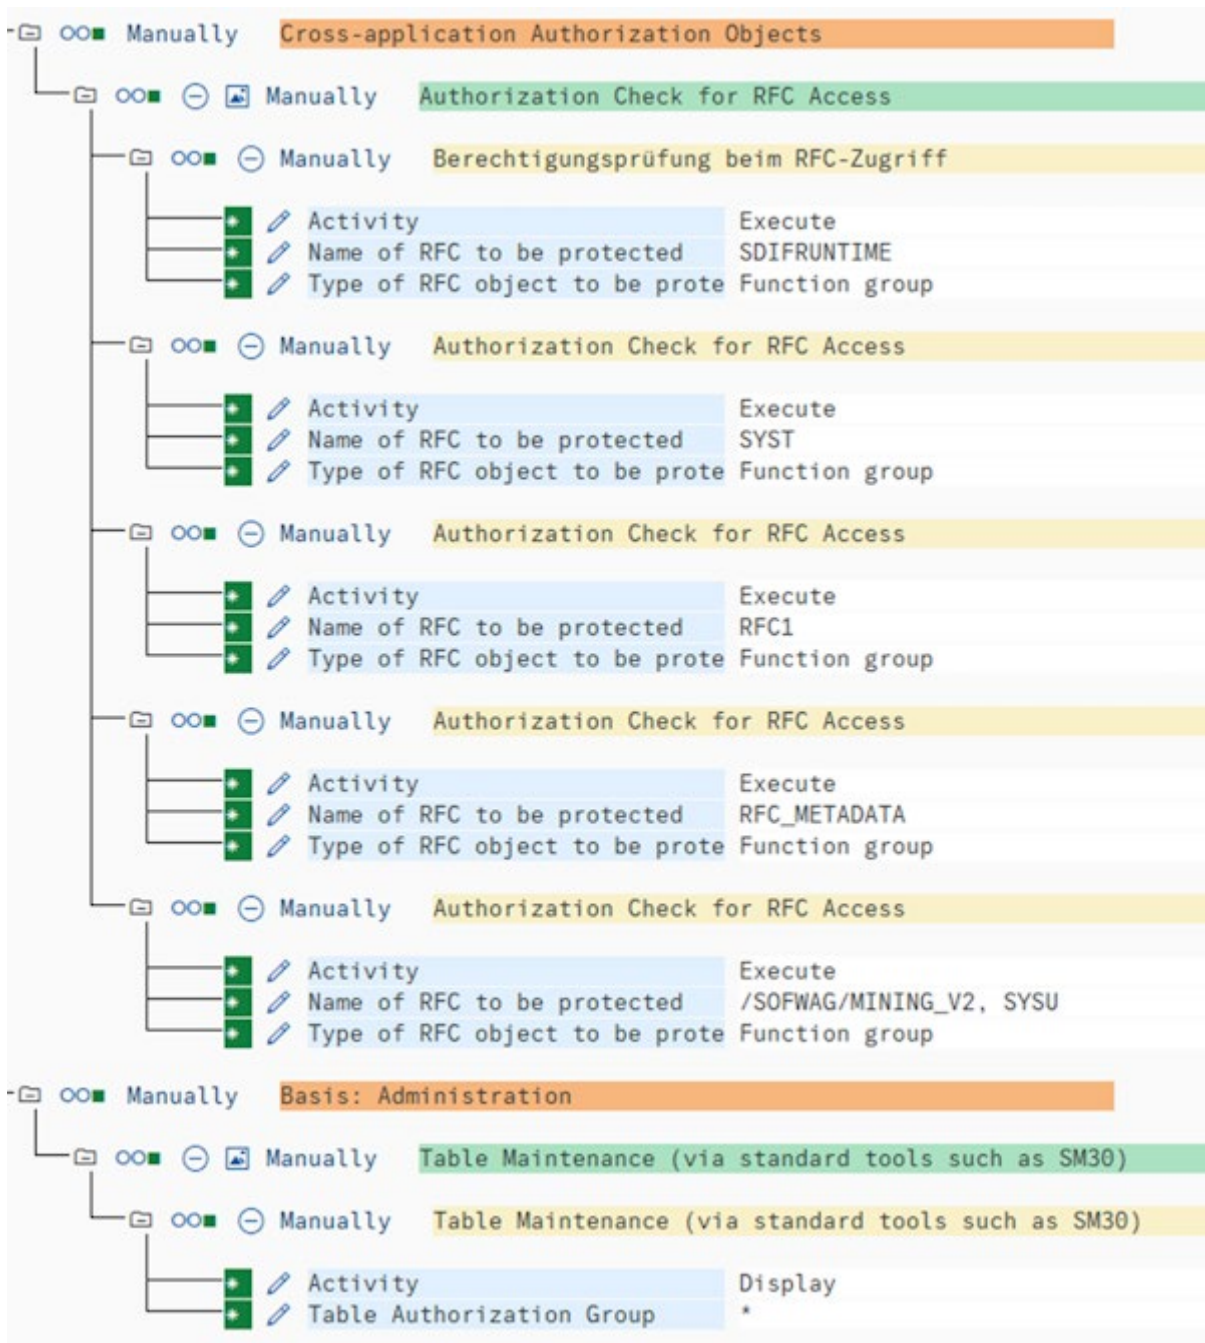 Manually Cross-application Authorization Objects
Manually Authorization Check for RFC Access
Manually Berechtigungsprüfung beim RFC-Zugriff
Activity Execute
Name of RFC to be protected SDIFRUNTIME
Type of RFC object to be prote Function group
Manually Authorization Check for RFC Access
Activity Execute
Name of RFC to be protected SYST
Type of RFC object to be prote Function group
Manually Authorization Check for RFC Access
Activity Execute
Name of RFC to be protected RFC1
Type of RFC object to be prote Function group
Manually Authorization Check for RFC Access
Activity Execute
Name of RFC to be protected RFC_METADATA
Type of RFC object to be prote Function group
Manually Authorization Check for RFC Access
Activity Execute
Name of RFC to be protected /SOFWAG/MINING_V2, SYSU
Type of RFC object to be prote Function group
Manually Basis: Administration
Manually Table Maintenance (via standard tools such as SM30)
Manually Table Maintenance (via standard tools such as SM30)
Activity Display
Table Authorization Group *